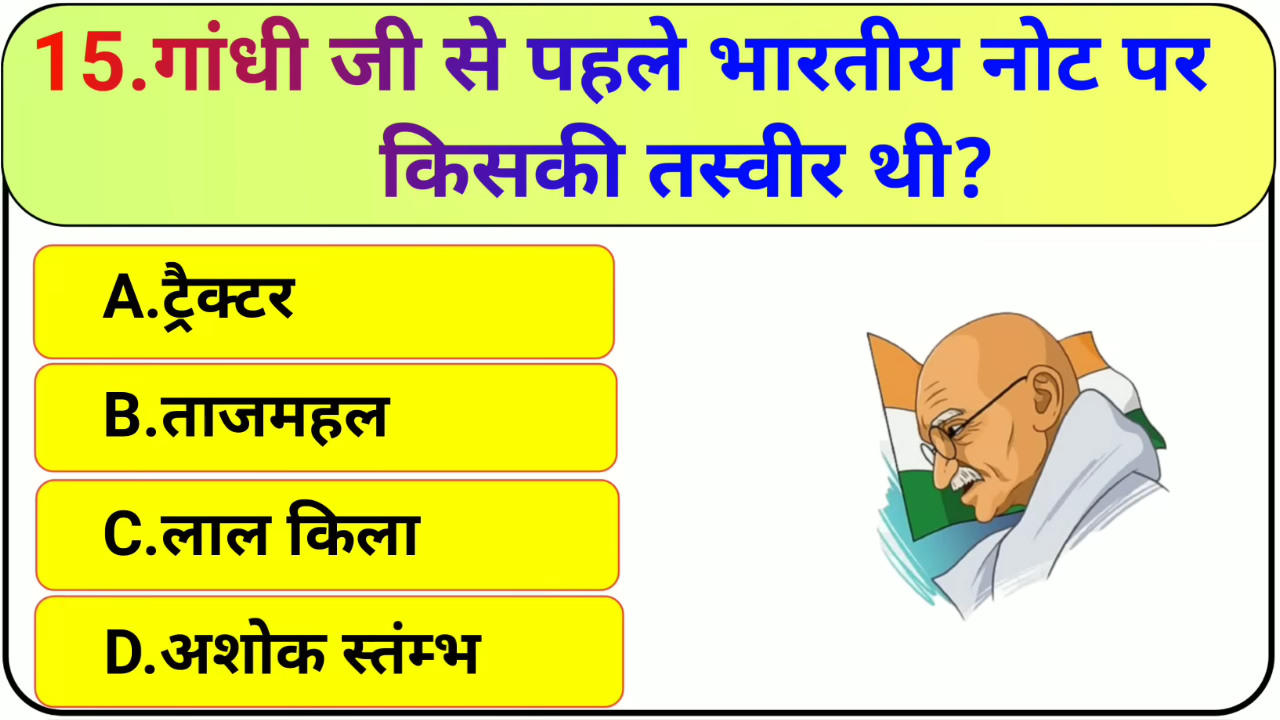 15.गांधी जी से पहले भारतीय नोट पर
किसकी तस्वीर थी?
A.ट्रैक्टर
B.ताजमहल
C.लाल किला
D.अशोक स्तंम्भ